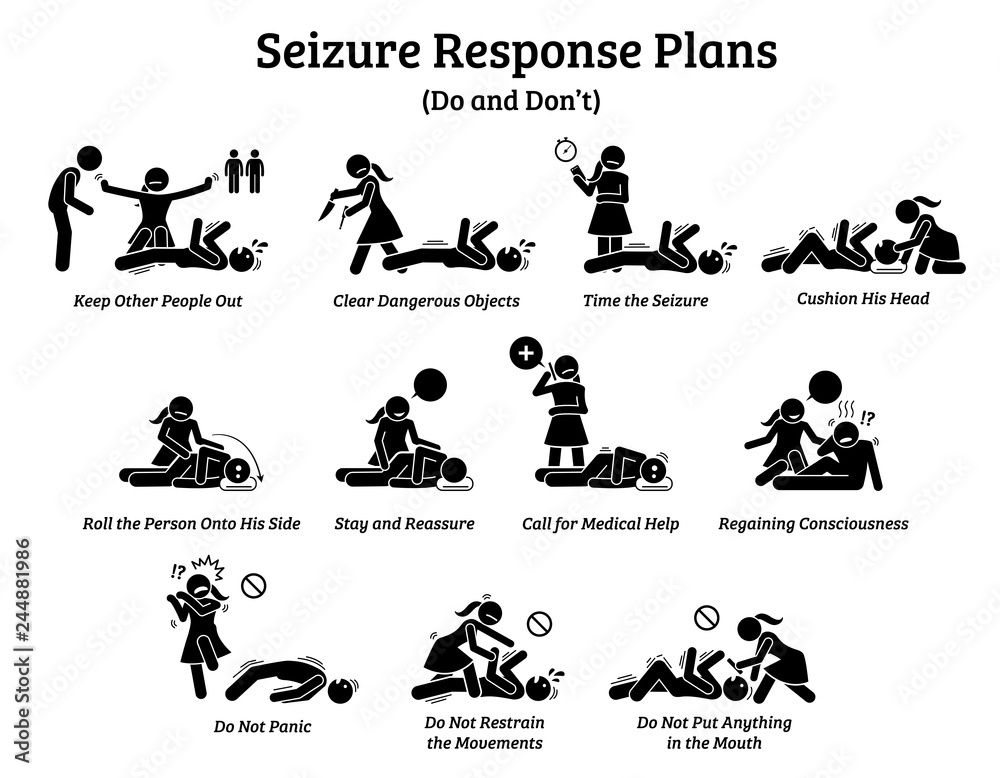 Seizure Response Plans
(Do and Don't)
Keep Other People Out
Clear Dangerous Objects
Time the Seizure
Cushion His Head
Roll the Person Onto His Side
Stay and Reassure
Call for Medical Help
!?
Regaining Consciousness
!?
Do Not Panic
Do Not Restrain
the Movements
Do Not Put Anything
in the Mouth
Adobe Stock | #244881986
Adobe Stock